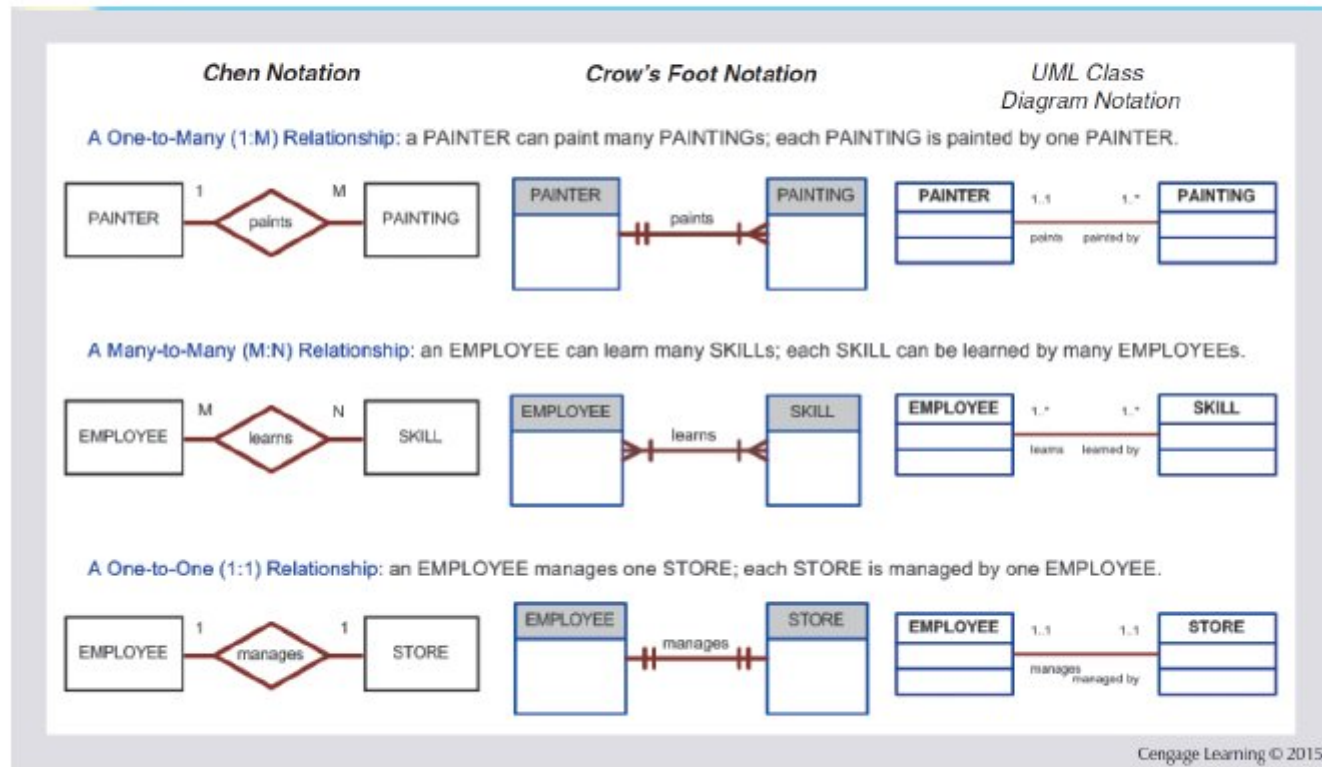 Chen Notation
Crow's Foot Notation
UML Class
Diagram Notation
A One-to-Many (1:M) Relationship: a PAINTER can paint many PAINTINGs; each PAINTING is painted by one PAINTER.
PAINTER 1 paints M PAINTING
PAINTER paints PAINTING
PAINTER 1..1 1..* PAINTING
paints painted by
A Many-to-Many (M:N) Relationship: an EMPLOYEE can learn many SKILLs; each SKILL can be learned by many EMPLOYEEs.
EMPLOYEE M learns N SKILL
EMPLOYEE learns SKILL
EMPLOYEE 1..* 1..* SKILL
learns learned by
A One-to-One (1:1) Relationship: an EMPLOYEE manages one STORE; each STORE is managed by one EMPLOYEE.
EMPLOYEE 1 manages 1 STORE
EMPLOYEE manages STORE
EMPLOYEE 1..1 1..1 STORE
manages managed by
Cengage Learning © 2015